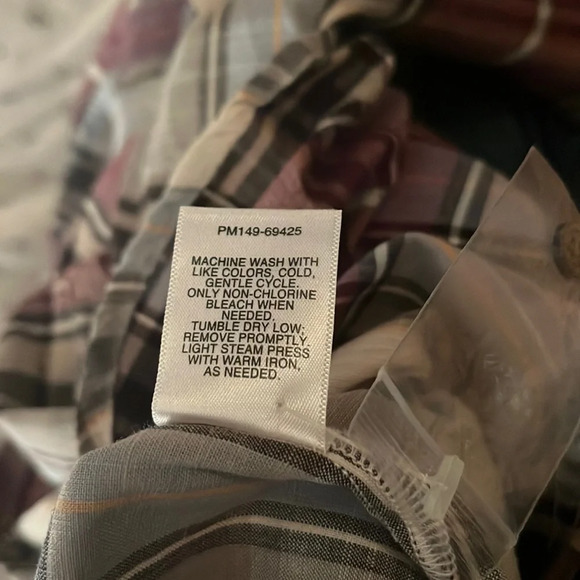 PM149-69425
MACHINE WASH WITH
LIKE COLORS, COLD,
GENTLE CYCLE.
ONLY NON-CHLORINE
BLEACH WHEN
NEEDED.
TUMBLE DRY LOW;
REMOVE PROMPTLY.
LIGHT STEAM PRESS
WITH WARM IRON,
AS NEEDED.